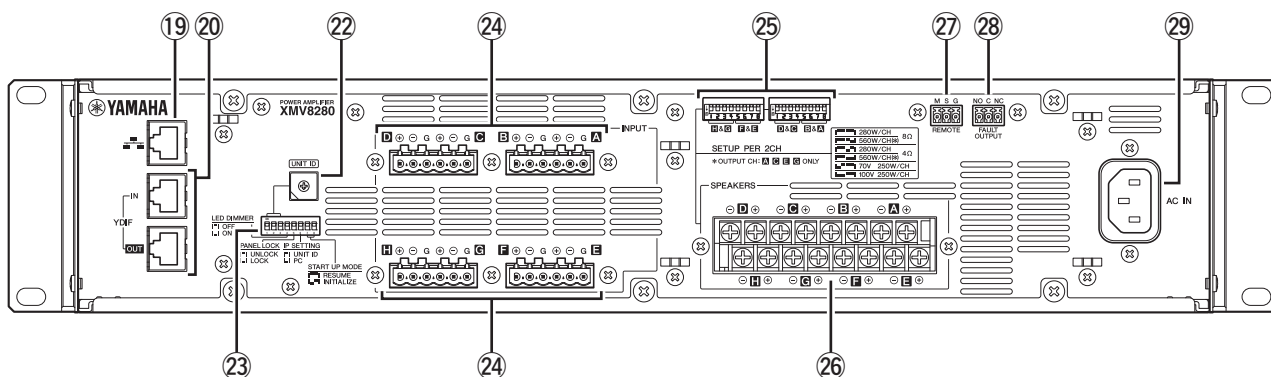 19 20 22 24 25 27 28 29
YAMAHA
POWER AMPLIFIER
XMV8280
IN
YDIF
OUT
UNIT ID
LED DIMMER
OFF
ON
PANEL LOCK
UNLOCK
LOCK
IP SETTING
UNIT ID
PC
START UP MODE
RESUME
INITIALIZE
D + − G + − G C B + − G + − G A
INPUT
H + − G + − G G F + − G + − G E
H & G F & E D & C B & A
SETUP PER 2CH
* OUTPUT CH: A C E G ONLY
280W/CH
560W/CH(※) 8Ω
280W/CH
560W/CH(※) 4Ω
70V 250W/CH
100V 250W/CH
SPEAKERS
− D + − C + − B + − A +
− H + − G + − F + − E +
M S G
REMOTE
NO C NC
FAULT
OUTPUT
AC IN
23 24 26